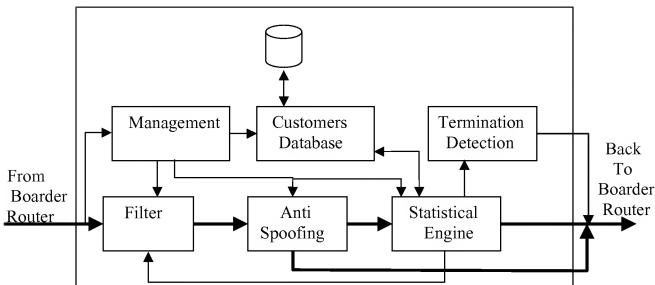 Management
Customers
Database
Termination
Detection
From
Boarder
Router
Back
To
Boarder
Router
Filter
Anti
Spoofing
Statistical
Engine